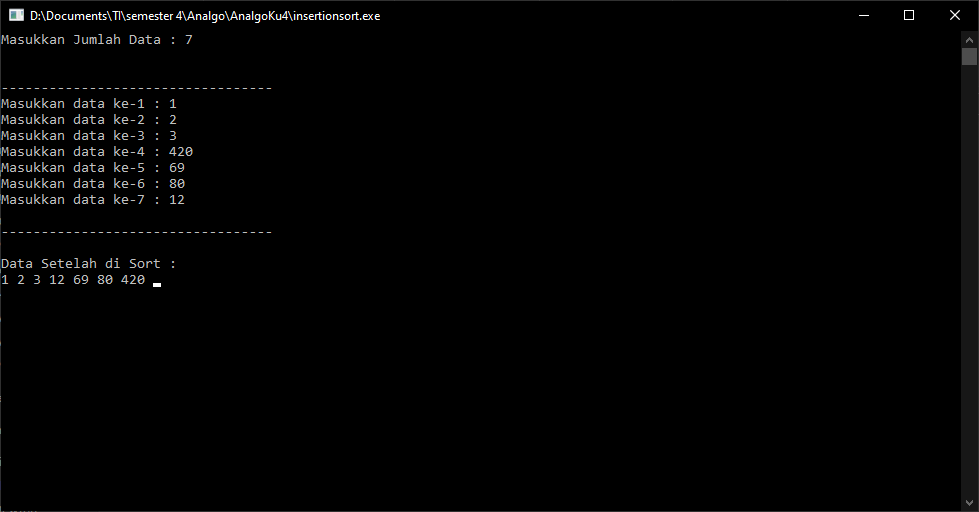 D:\Documents\TI\semester 4\Analgo\AnalgoKu4\insertionsort.exe
Masukkan Jumlah Data : 7
----------------------------------
Masukkan data ke-1 : 1
Masukkan data ke-2 : 2
Masukkan data ke-3 : 3
Masukkan data ke-4 : 420
Masukkan data ke-5 : 69
Masukkan data ke-6 : 80
Masukkan data ke-7 : 12
----------------------------------
Data Setelah di Sort :
1 2 3 12 69 80 420